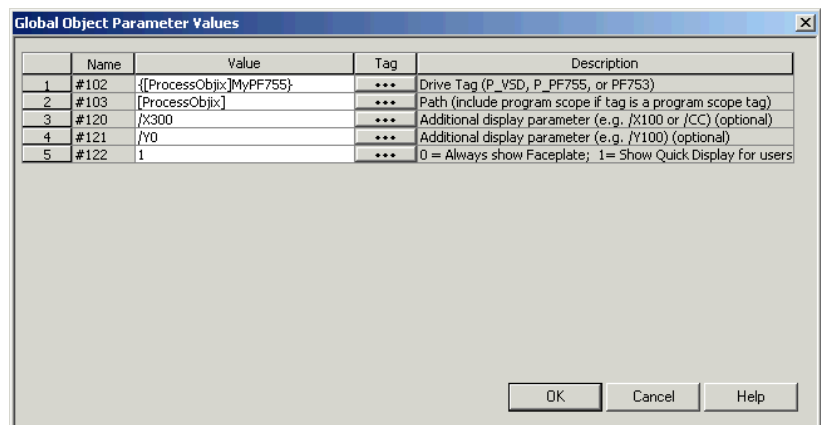 Global Object Parameter Values
Name Value Tag Description
1 #102 {[ProcessObjix]MyPF755} ••• Drive Tag (P_VSD, P_PF755, or PF753)
2 #103 [ProcessObjix] ••• Path (include program scope if tag is a program scope tag)
3 #120 /X300 ••• Additional display parameter (e.g. /X100 or /CC) (optional)
4 #121 /Y0 ••• Additional display parameter (e.g. /Y100) (optional)
5 #122 1 ••• 0 = Always show Faceplate; 1= Show Quick Display for users
OK Cancel Help